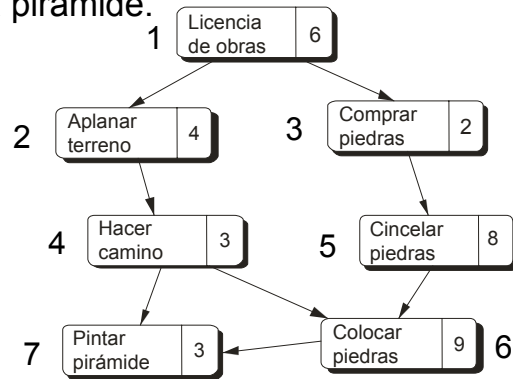 pirámide.
1
Licencia
de obras
6
2
Aplanar
terreno
4
3
Comprar
piedras
2
4
Hacer
camino
3
5
Cincelar
piedras
8
7
Pintar
pirámide
3
Colocar
piedras
9
6